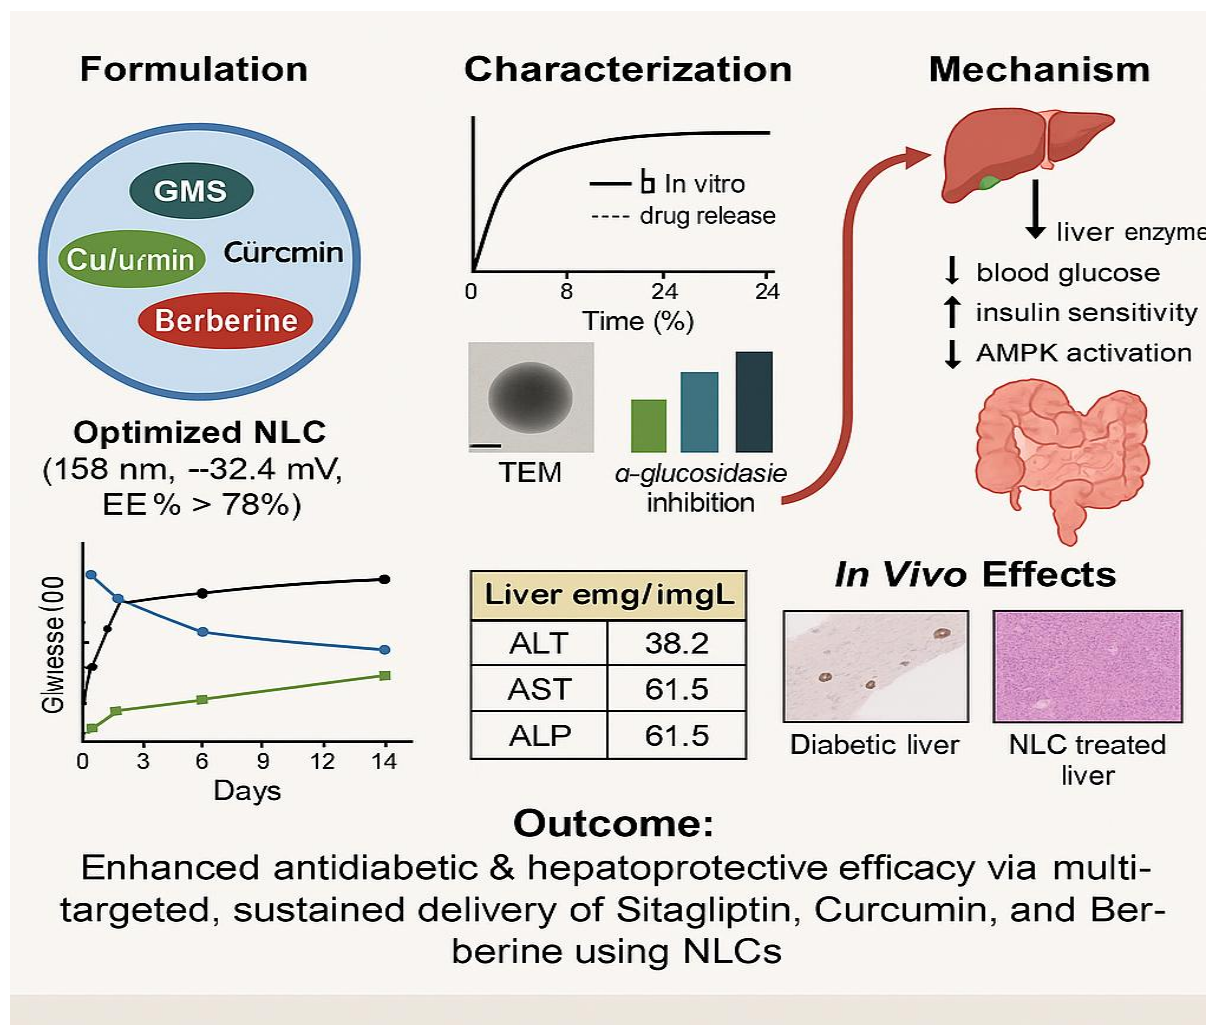 Formulation
GMS
Cu/urmin
Cürcmin
Berberine
Optimized NLC
(158 nm, --32.4 mV,
EE % > 78%)
Glwiesse (00
0 3 6 9 12 14
Days
Characterization
b In vitro
drug release
0 8 24 24
Time (%)
TEM
α-glucosidasie
inhibition
Liver emg/imgL
ALT 38.2
AST 61.5
ALP 61.5
Mechanism
↓ liver enzyme
↓ blood glucose
↑ insulin sensitivity
↓ AMPK activation
In Vivo Effects
Diabetic liver
NLC treated
liver
Outcome:
Enhanced antidiabetic & hepatoprotective efficacy via multi-
targeted, sustained delivery of Sitagliptin, Curcumin, and Ber-
berine using NLCs